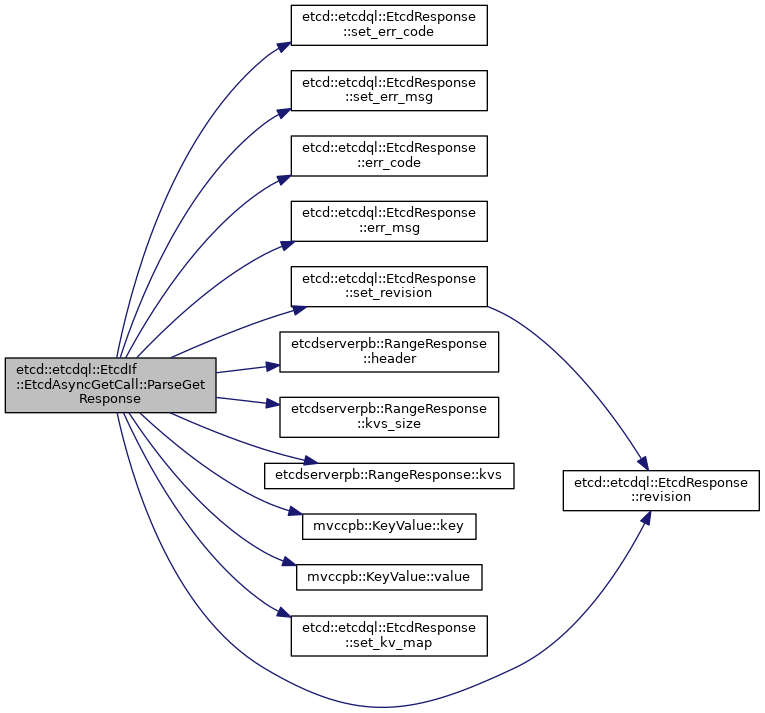 etcd::etcdql::EtcdResponse
::set_err_code
etcd::etcdql::EtcdResponse
::set_err_msg
etcd::etcdql::EtcdResponse
::err_code
etcd::etcdql::EtcdResponse
::err_msg
etcd::etcdql::EtcdResponse
::set_revision
etcdserverpb::RangeResponse
::header
etcd::etcdql::EtcdIf
::EtcdAsyncGetCall::ParseGet
Response
etcdserverpb::RangeResponse
::kvs_size
etcdserverpb::RangeResponse::kvs
etcd::etcdql::EtcdResponse
::revision
mvccpb::KeyValue::key
mvccpb::KeyValue::value
etcd::etcdql::EtcdResponse
::set_kv_map